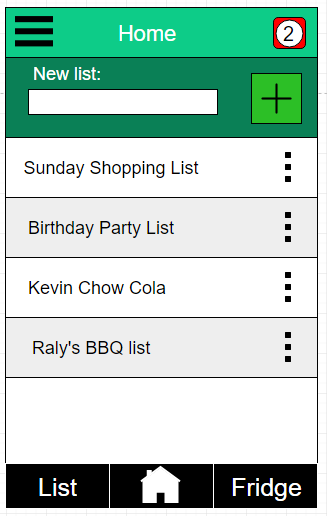 Home
2
New list:
Sunday Shopping List
Birthday Party List
Kevin Chow Cola
Raly's BBQ list
List
Fridge